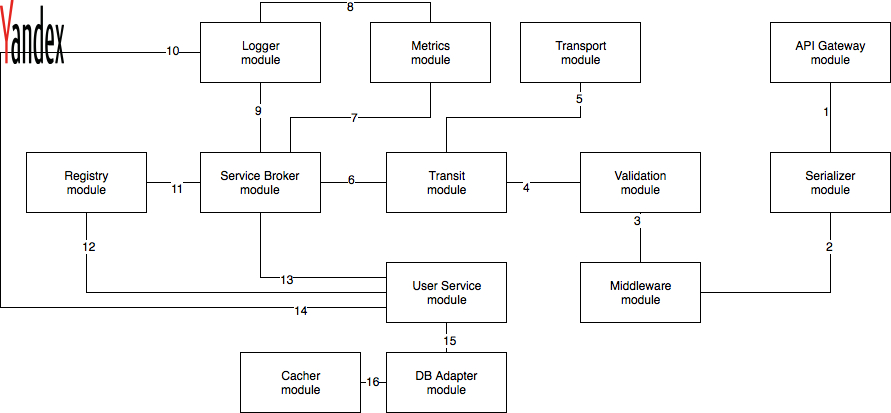 Yandex
8
10
Logger
module
Metrics
module
Transport
module
API Gateway
module
9
7
5
1
Registry
module
11
Service Broker
module
6
Transit
module
4
Validation
module
Serializer
module
12
3
2
13
User Service
module
Middleware
module
14
15
Cacher
module
16
DB Adapter
module